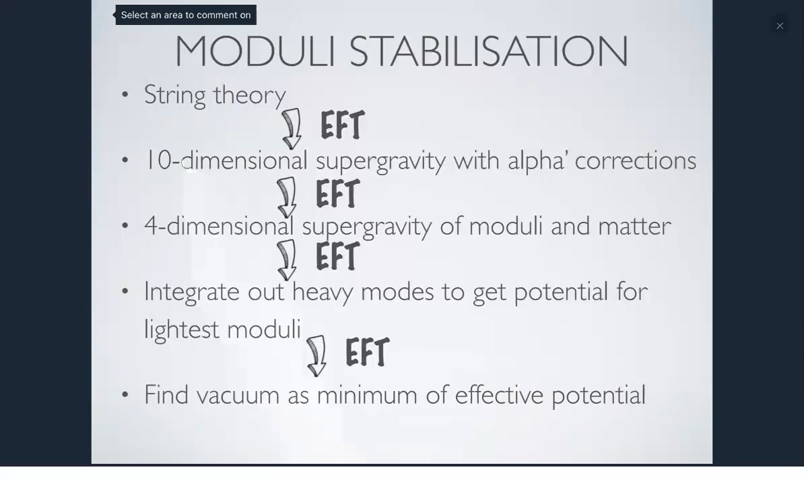 Select an area to comment on
MODULI STABILISATION
• String theory
EFT
• 10-dimensional supergravity with alpha' corrections
EFT
• 4-dimensional supergravity of moduli and matter
EFT
• Integrate out heavy modes to get potential for
lightest moduli
EFT
• Find vacuum as minimum of effective potential